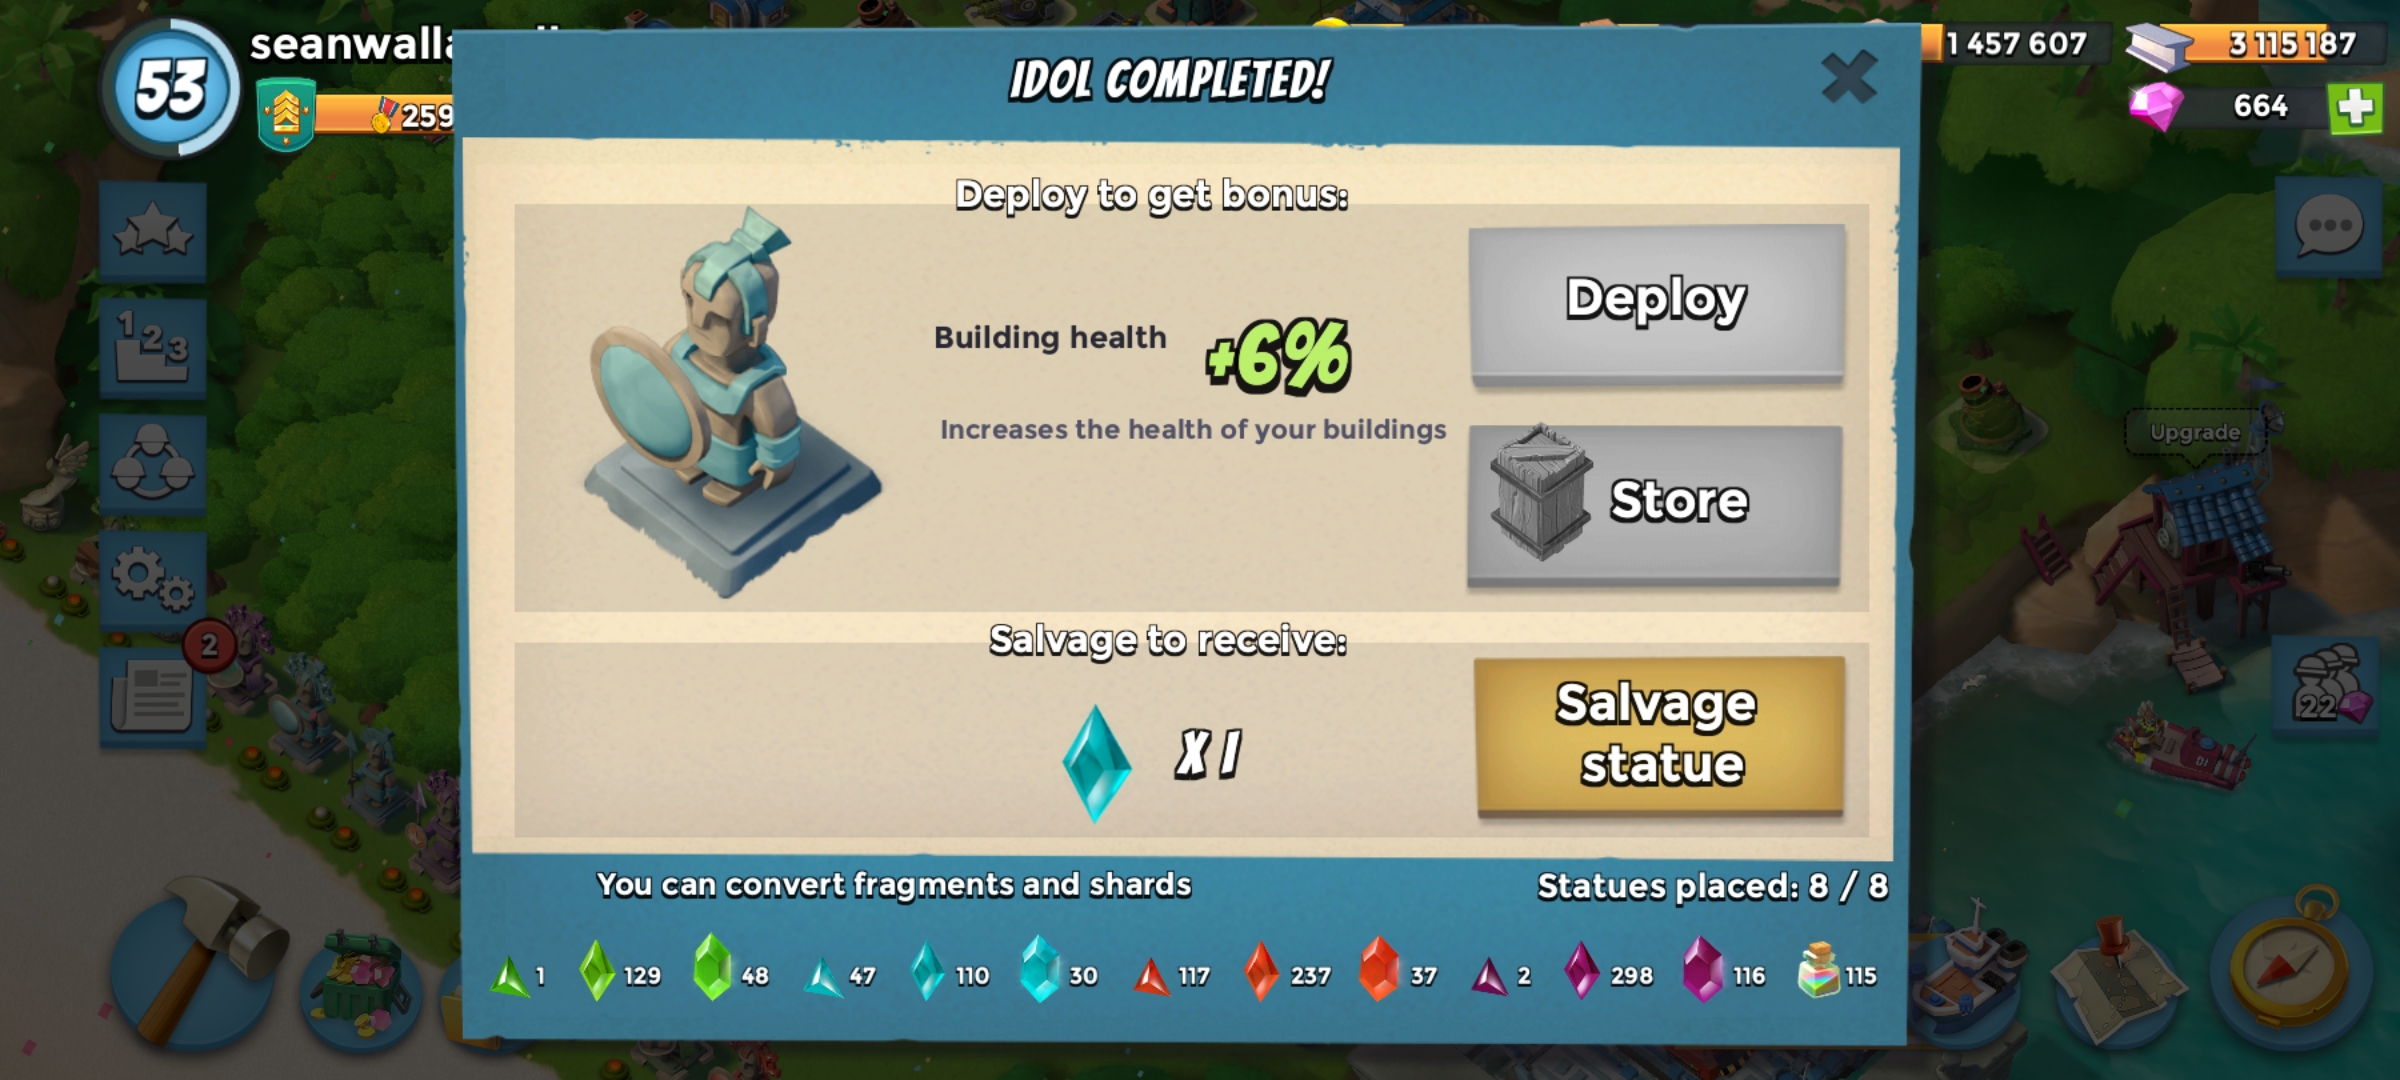 53
IDOL COMPLETED!
1 457 607
3 115 187
259
664
Deploy to get bonus:
Building health
+6%
Increases the health of your buildings
Deploy
Store
123
Upgrade
2
Salvage to receive:
X 1
Salvage
statue
22
D1
You can convert fragments and shards
Statues placed: 8 / 8
1
129
48
47
110
30
117
237
37
2
298
116
115